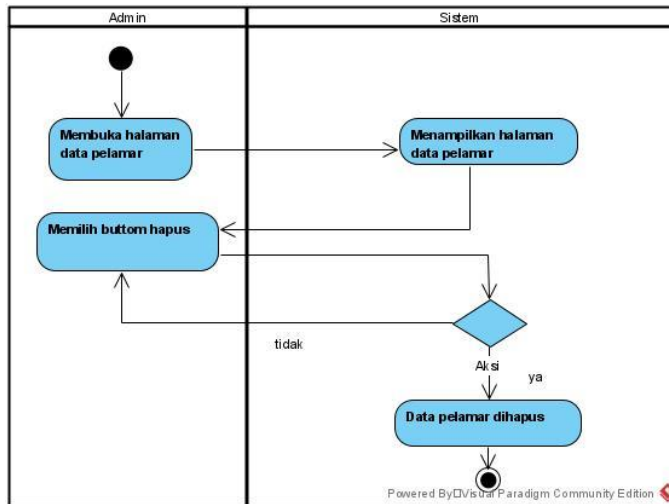 Admin
Sistem
Membuka halaman
data pelamar
Menampilkan halaman
data pelamar
Memilih buttom hapus
tidak
Aksi
ya
Data pelamar dihapus
Powered By□Visual Paradigm Community Edition